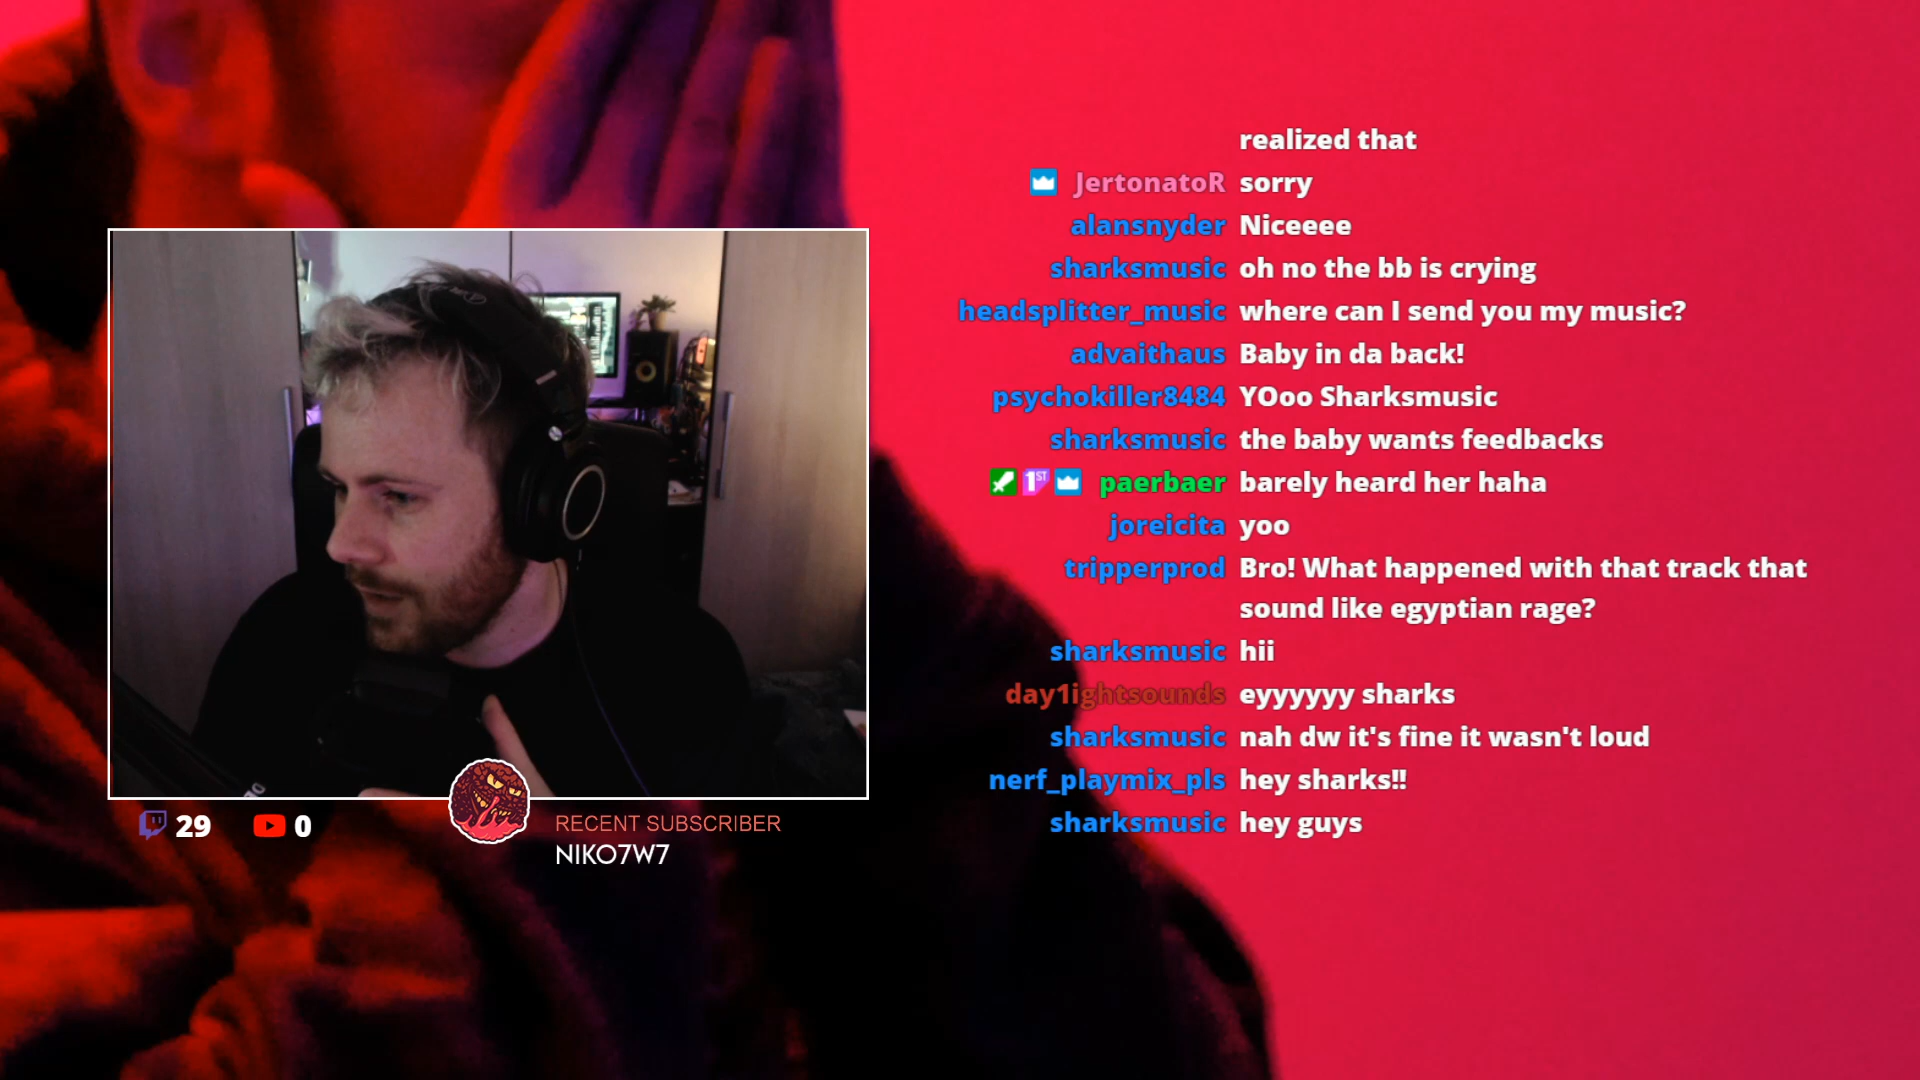 realized that
JertonatoR sorry
alansnyder Niceeee
sharksmusic oh no the bb is crying
headsplitter_music where can I send you my music?
advaithaus Baby in da back!
psychokiller8484 YOoo Sharksmusic
sharksmusic the baby wants feedbacks
1ST paerbaer barely heard her haha
joreicita yoo
tripperprod Bro! What happened with that track that
sound like egyptian rage?
sharksmusic hii
day1ightsounds eyyyyyy sharks
sharksmusic nah dw it's fine it wasn't loud
nerf_playmix_pls hey sharks!!
sharksmusic hey guys
29 0
RECENT SUBSCRIBER
NIKO7W7